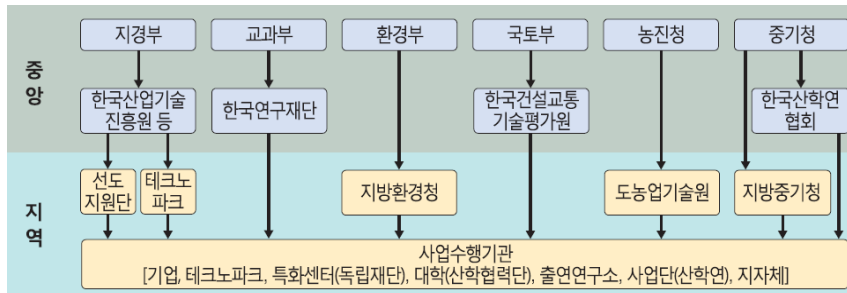 중앙
지경부
교과부
환경부
국토부
농진청
중기청
한국산업기술
진흥원 등
한국연구재단
한국건설교통
기술평가원
한국산학연
협회
지역
선도
지원단
테크노
파크
지방환경청
도농업기술원
지방중기청
사업수행기관
[기업, 테크노파크, 특화센터(독립재단), 대학(산학협력단), 출연연구소, 사업단(산학연), 지자체]